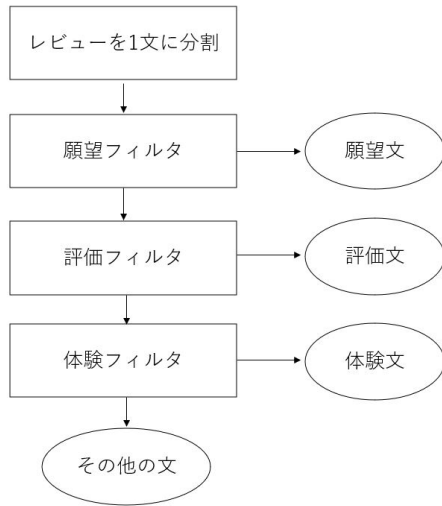 レビューを1文に分割
願望フィルタ
願望文
評価フィルタ
評価文
体験フィルタ
体験文
その他の文